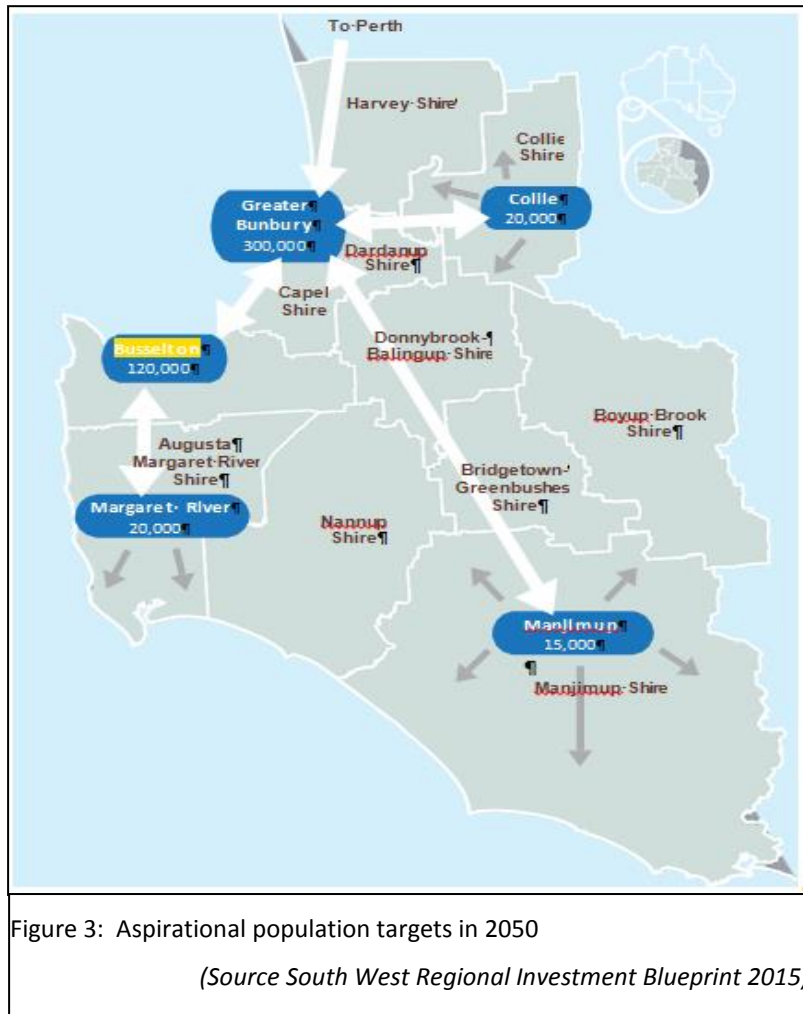 To·Perth
Harvey·Shire'
Collie
Shire
Greater¶
Bunbury¶
300,000¶
Collie¶
20,000¶
Dardanup
Shire¶
Capel
Shire
Donnybrook-¶
Balingup·Shire
Busselton¶
120,000¶
Boyup·Brook
Shire¶
Augusta¶
Margaret·River
Shire¶
Bridgetown-'
Greenbushes
Shire¶
Margaret· River¶
20,000¶
Nannup
Shire¶
Manjimup¶
15,000¶
¶
Manjimup·Shire
Figure 3: Aspirational population targets in 2050
(Source South West Regional Investment Blueprint 2015)